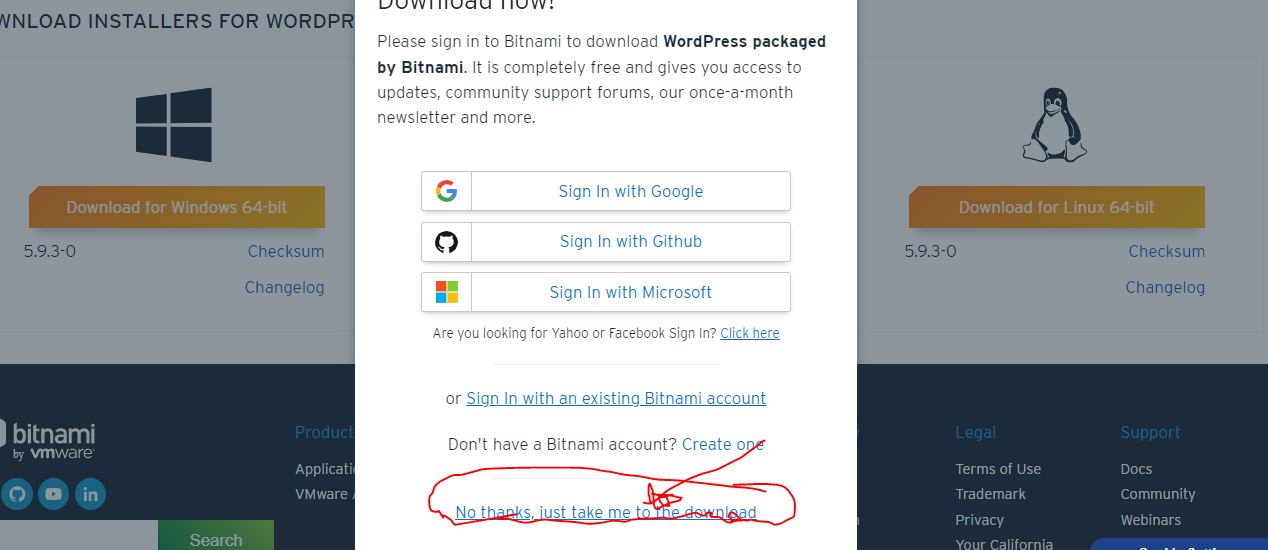 Download now!
WNLOAD INSTALLERS FOR WORDPR
Please sign in to Bitnami to download WordPress packaged
by Bitnami. It is completely free and gives you access to
updates, community support forums, our once-a-month
newsletter and more.
Sign In with Google
Download for Windows 64-bit
Download for Linux 64-bit
Sign In with Github
5.9.3-0 Checksum
5.9.3-0 Checksum
Changelog
Changelog
Sign In with Microsoft
Are you looking for Yahoo or Facebook Sign In? Click here
or Sign In with an existing Bitnami account
Don't have a Bitnami account? Create one
No thanks, just take me to the download
bitnami
by vmware
Search
Product
Applicati
VMware
Legal
Terms of Use
Trademark
Privacy
Your California
Support
Docs
Community
Webinars